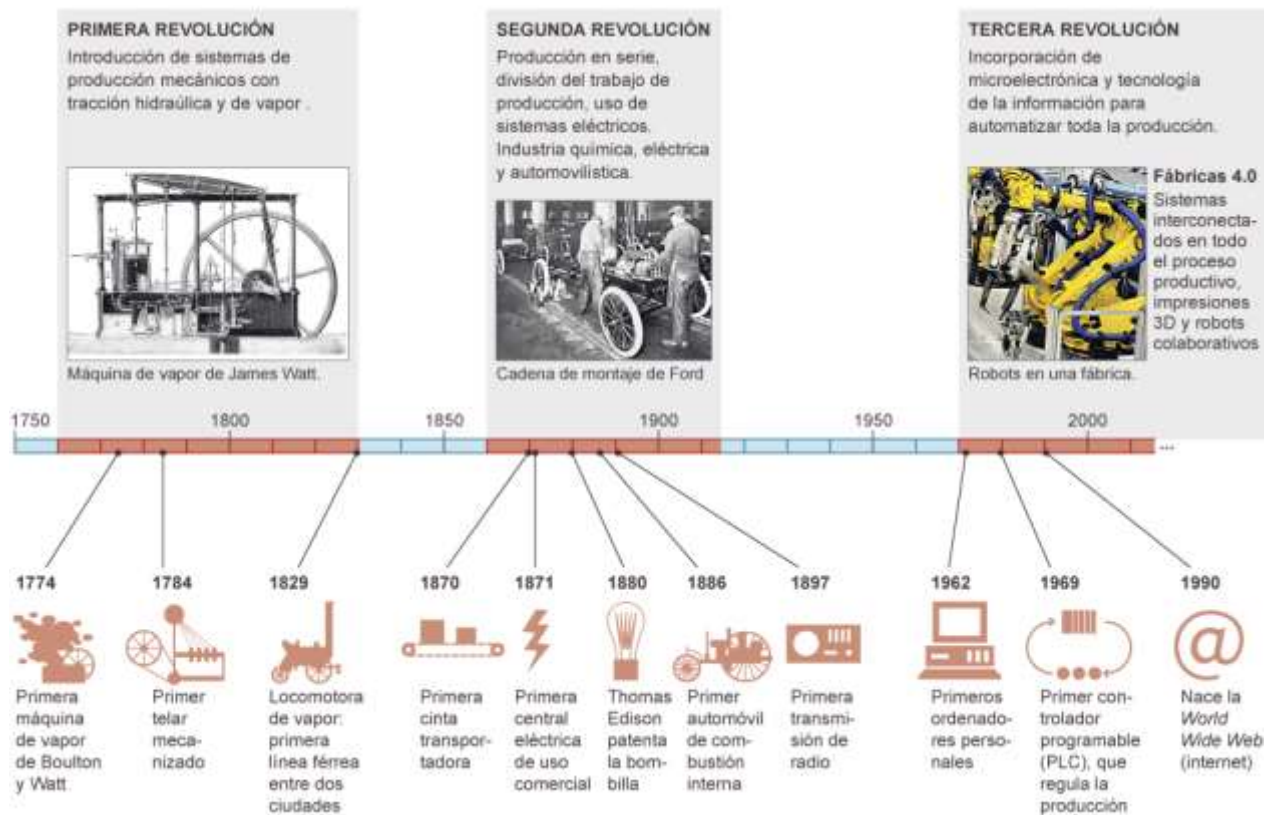 PRIMERA REVOLUCIÓN
Introducción de sistemas de
producción mecánicos con
tracción hidraúlica y de vapor .
Máquina de vapor de James Watt.
SEGUNDA REVOLUCIÓN
Producción en serie,
división del trabajo de
producción, uso de
sistemas eléctricos.
Industria química, eléctrica
y automovilística.
Cadena de montaje de Ford
TERCERA REVOLUCIÓN
Incorporación de
microelectrónica y tecnología
de la información para
automatizar toda la producción.
Fábricas 4.0
Sistemas
interconecta-
dos en todo
el proceso
productivo,
impresiones
3D y robots
colaborativos
Robots en una fábrica.
1750
1800
1850
1900
1950
2000
...
1774
Primera
máquina
de vapor
de Boulton
y Watt
1784
Primer
telar
meca-
nizado
1829
Locomotora
de vapor:
primera
línea férrea
entre dos
ciudades
1870
Primera
cinta
transpor-
tadora
1871
Primera
central
eléctrica
de uso
comercial
1880
Thomas
Edison
patenta
la bom-
billa
1886
Primer
automóvil
de com-
bustión
interna
1897
Primera
transmi-
sión de
radio
1962
Primeros
ordenado-
res perso-
nales
1969
Primer con-
trolador
programable
(PLC), que
regula la
producción
1990
@
Nace la
World
Wide Web
(internet)